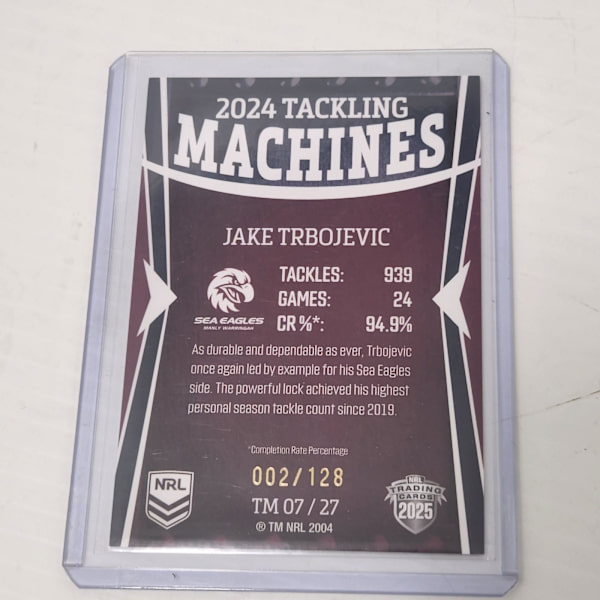 2024 TACKLING
MACHINES
JAKE TRBOJEVIC
TACKLES: 939
GAMES: 24
CR %*: 94.9%
SEA EAGLES
MANLY WARRINGAH
As durable and dependable as ever, Trbojevic
once again led by example for his Sea Eagles
side. The powerful lock achieved his highest
personal season tackle count since 2019.
*Completion Rate Percentage
002/128
NRL
TM 07 / 27
® TM NRL 2004
NRL
TRADING
CARDS
2025